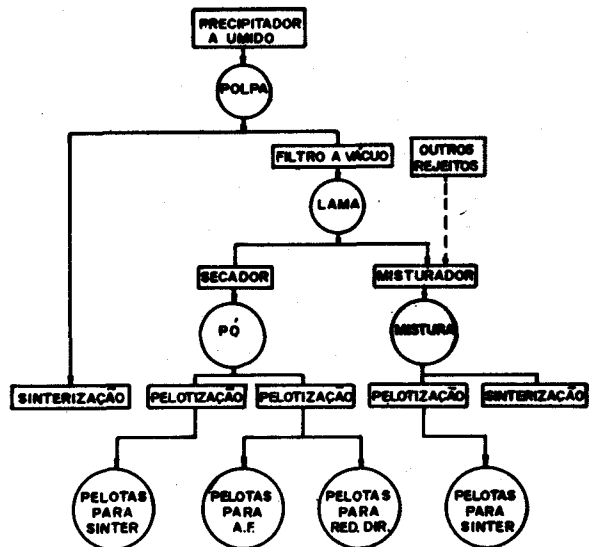 PRECIPITADOR
A UMIDO
POLPA
FILTRO A VÁCUO
OUTROS
REJEITOS
LAMA
SECADOR
MISTURADOR
PÓ
MISTURA
SINTERIZAÇÃO
PELOTIZAÇÃO
PELOTIZAÇÃO
PELOTIZAÇÃO
SINTERIZAÇÃO
PELOTAS
PARA
SINTER
PELOTAS
PARA
A.F.
PELOTAS
PARA
RED. DIR.
PELOTAS
PARA
SINTER